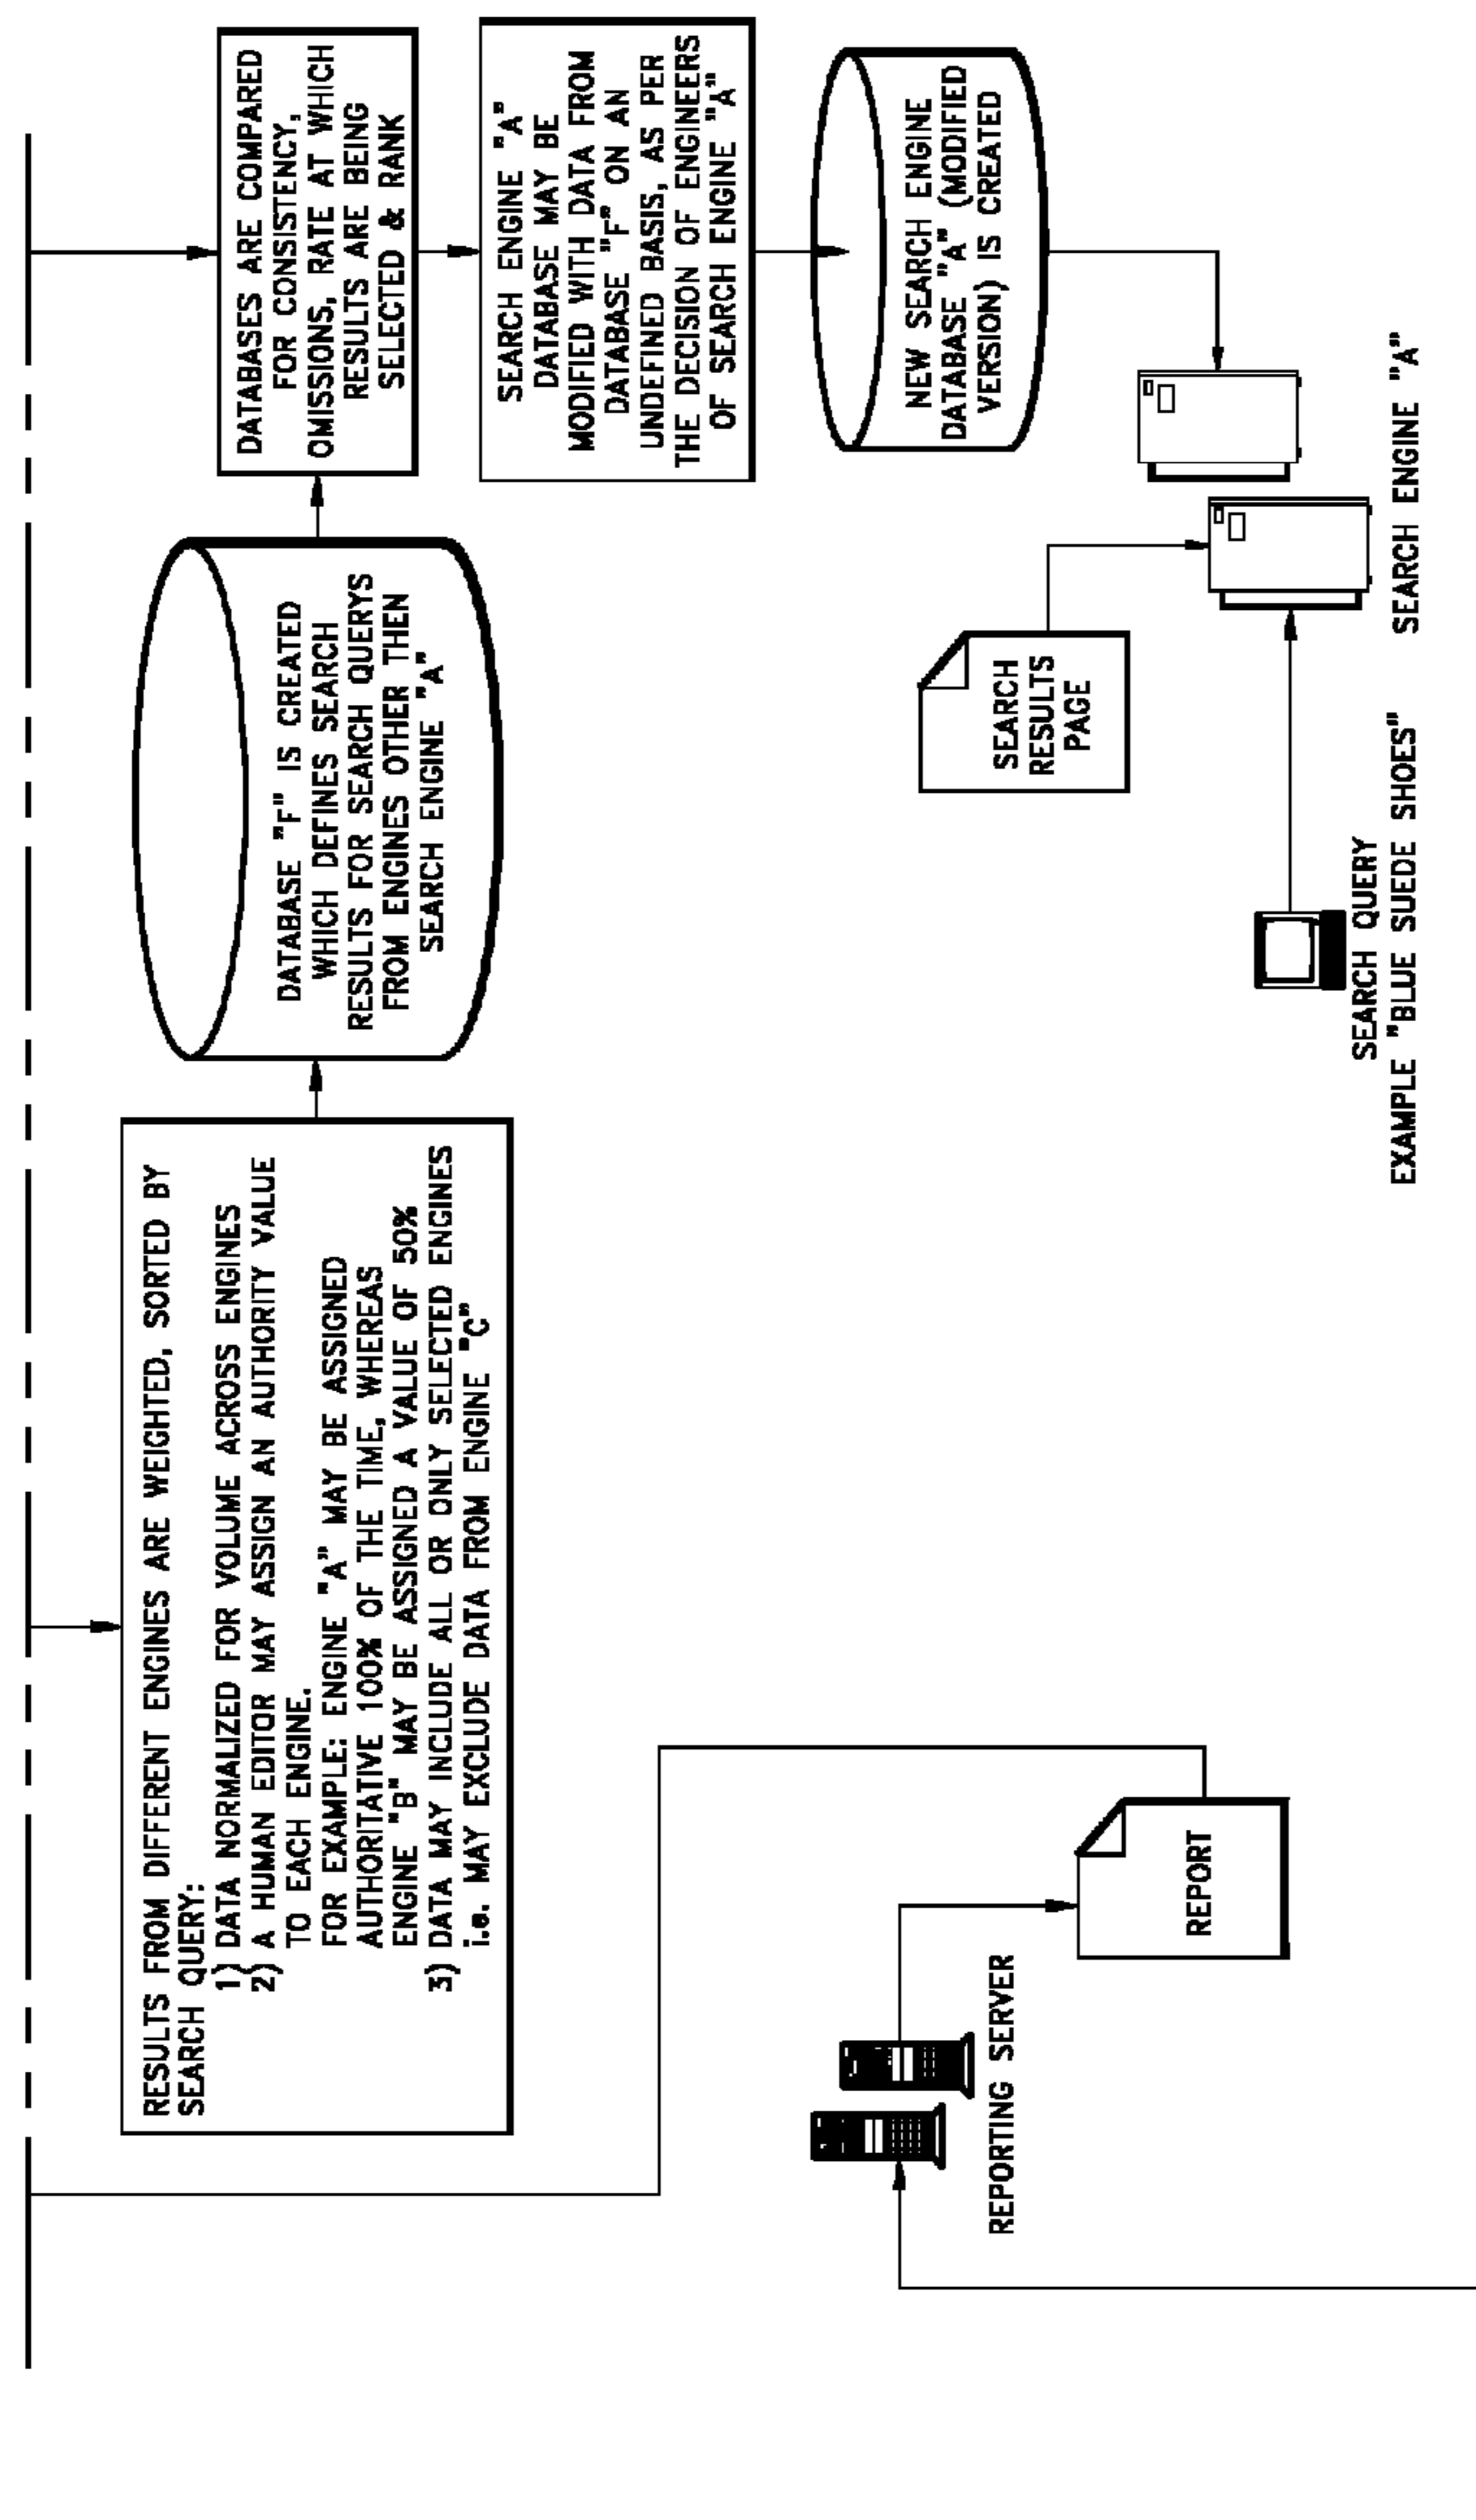 RESULTS FROM DIFFERENT ENGINES ARE WEIGHTED, SORTED BY
SEARCH QUERY:
1) DATA NORMALIZED FOR VOLUME ACROSS ENGINES
2) A HUMAN EDITOR MAY ASSIGN AN AUTHORITY VALUE
TO EACH ENGINE.
FOR EXAMPLE: ENGINE "A" MAY BE ASSIGNED
AUTHORITATIVE 100% OF THE TIME, WHEREAS
ENGINE "B" MAY BE ASSIGNED A VALUE OF 50%
3) DATA MAY INCLUDE ALL OR ONLY SELECTED ENGINES
i.e. MAY EXCLUDE DATA FROM ENGINE "C"
DATABASE "F" IS CREATED
WHICH DEFINES SEARCH
RESULTS FOR SEARCH QUERYS
FROM ENGINES OTHER THEN
SEARCH ENGINE "A"
DATABASES ARE COMPARED
FOR CONSISTENCY,
OMISSIONS, RATE AT WHICH
RESULTS ARE BEING
SELECTED & RANK
SEARCH ENGINE "A"
DATABASE MAY BE
MODIFIED WITH DATA FROM
DATABASE "F" ON AN
UNDEFINED BASIS, AS PER
THE DECISION OF ENGINEERS
OF SEARCH ENGINE "A"
NEW SEARCH ENGINE
DATABASE "A" (MODIFIED
VERSION) IS CREATED
REPORTING SERVER
REPORT
SEARCH
RESULTS
PAGE
SEARCH QUERY
EXAMPLE "BLUE SUEDE SHOES"
SEARCH ENGINE "A"